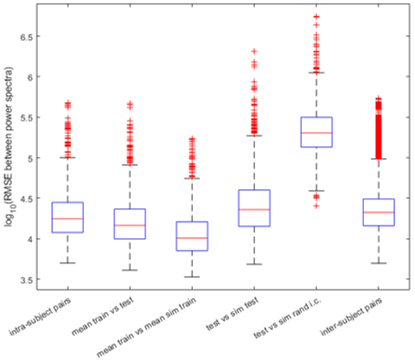 log10(RMSE between power spectra)
6.5
6
5.5
5
4.5
4
3.5
intra-subject pairs
mean train vs test
mean train vs mean sim train
test vs sim test
test vs sim rand i.c.
inter-subject pairs